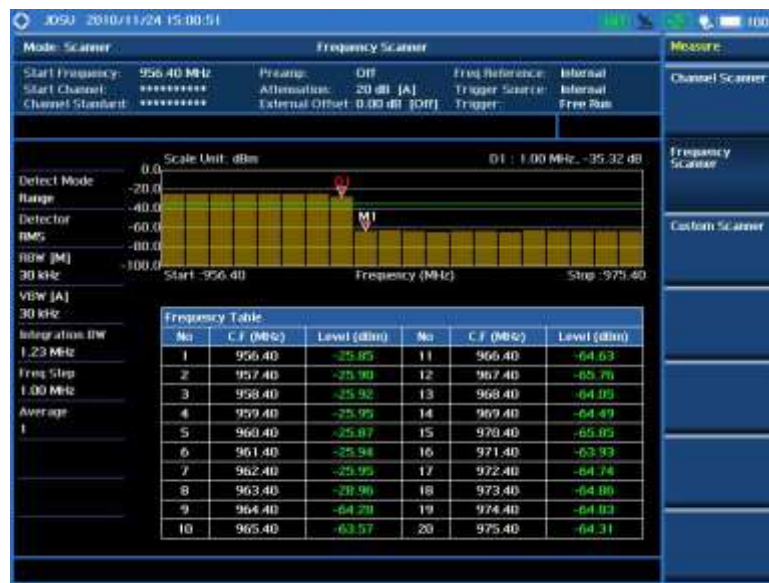 JDSU 2010/11/24 15:00:51
100
Mode: Scanner Frequency Scanner
Start Frequency: 956.40 MHz Preamp: Off Freq Reference: Internal
Start Channel: ********** Attenuation: 20 dB [A] Trigger Source: Internal
Channel Standard: ********** External Offset: 0.00 dB [Off] Trigger: Free Run
Measure
Channel Scanner
Frequency Scanner
Custom Scanner
Detect Mode
Range
Detector
RMS
RBW [M]
30 kHz
VBW [A]
30 kHz
Integration BW
1.23 MHz
Freq Step
1.00 MHz
Average
1
Scale Unit: dBm D1 : 1.00 MHz, -35.32 dB
0.0
-20.0
-40.0
-60.0
-80.0
-100.0
D1
M1
Start :956.40 Frequency (MHz) Stop :975.40
Frequency Table
No C.F (MHz) Level (dBm) No C.F (MHz) Level (dBm)
1 956.40 -25.85 11 966.40 -64.63
2 957.40 -25.90 12 967.40 -65.76
3 958.40 -25.92 13 968.40
4 959.40 -25.95 14 969.40 -64.49
5 960.40 -25.87 15 970.40 -65.05
6 961.40 -25.94 16 971.40 -63.93
7 962.40 -25.95 17 972.40 -64.74
8 963.40 -28.96 18 973.40
9 964.40 -64.28 19 974.40
10 965.40 -63.57 20 975.40 -64.31